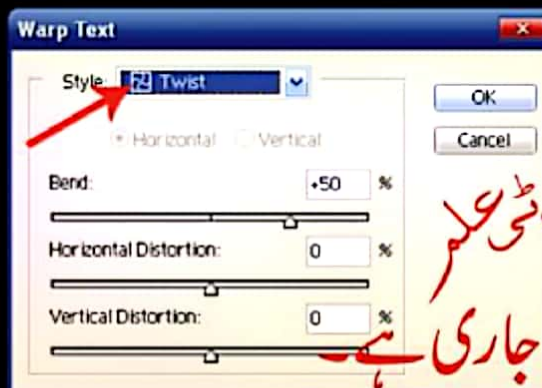 Warp Text
Style: Twist
OK
Horizontal Vertical
Cancel
Bend: +50 %
علم
Horizontal Distortion: 0 %
Vertical Distortion: 0 %
جاری ہے